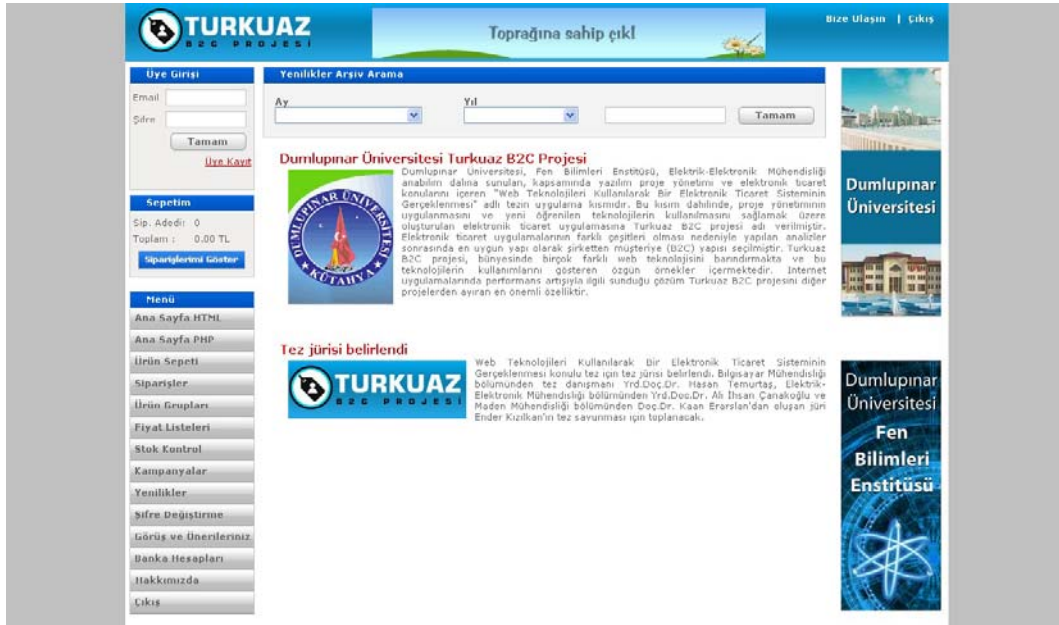 TURKUAZ
B2G PROJESİ
Toprağına sahip çık!
Bize Ulaşın | Çıkış
Üye Girişi
Email
Şifre
Tamam
Üye Kayıt
Sepetim
Sip. Adedi: 0
Toplam : 0.00 TL
Siparişlerimi Göster
Menü
Ana Sayfa HTML
Ana Sayfa PHP
Ürün Sepeti
Siparişler
Ürün Grupları
Fiyat Listeleri
Stok Kontrol
Kampanyalar
Yenilikler
Şifre Değiştirme
Görüş ve Önerileriniz
Banka Hesapları
Hakkımızda
Çıkış
Yenilikler Arşiv Arama
Ay
Yıl
Tamam
Dumlupınar Üniversitesi Turkuaz B2C Projesi
DUMLUPINAR ÜNİVERSİTESİ
KÜTAHYA
Dumlupınar Üniversitesi, Fen Bilimleri Enstitüsü, Elektrik-Elektronik Mühendisliği
anabilim dalına sunulan, kapsamında yazılım proje yönetimi ve elektronik ticaret
konularını içeren "Web Teknolojileri Kullanılarak Bir Elektronik Ticaret Sisteminin
Gerçeklenmesi" adlı tezin uygulama kısmıdır. Bu kısım dahilinde, proje yönetiminin
uygulanmasını ve yeni öğrenilen teknolojilerin kullanılmasını sağlamak üzere
oluşturulan elektronik ticaret uygulamasına Turkuaz B2C projesi adı verilmiştir.
Elektronik ticaret uygulamalarının farklı çeşitleri olması nedeniyle yapılan analizler
sonrasında en uygun yapı olarak şirketten müşteriye (B2C) yapısı seçilmiştir. Turkuaz
B2C projesi, bünyesinde birçok farklı web teknolojisini barındırmakta ve bu
teknolojilerin kullanımlarını gösteren özgün örnekler içermektedir. İnternet
uygulamalarında performans artışıyla ilgili sunduğu çözüm Turkuaz B2C projesini diğer
projelerden ayıran en önemli özelliktir.
Tez jürisi belirlendi
TURKUAZ
B2G PROJESİ
Web Teknolojileri Kullanılarak Bir Elektronik Ticaret Sisteminin
Gerçeklenmesi konulu tez için tez jürisi belirlendi. Bilgisayar Mühendisliği
bölümünden tez danışmanı Yrd.Doç.Dr. Hasan Temurtaş, Elektrik-
Elektronik Mühendisliği bölümünden Yrd.Doç.Dr. Ali İhsan Çanakoğlu ve
Maden Mühendisliği bölümünden Doç.Dr. Kaan Erarslan'dan oluşan jüri
Ender Kızılkan'ın tez savunması için toplanacak.
Dumlupınar
Üniversitesi
Dumlupınar
Üniversitesi
Fen
Bilimleri
Enstitüsü